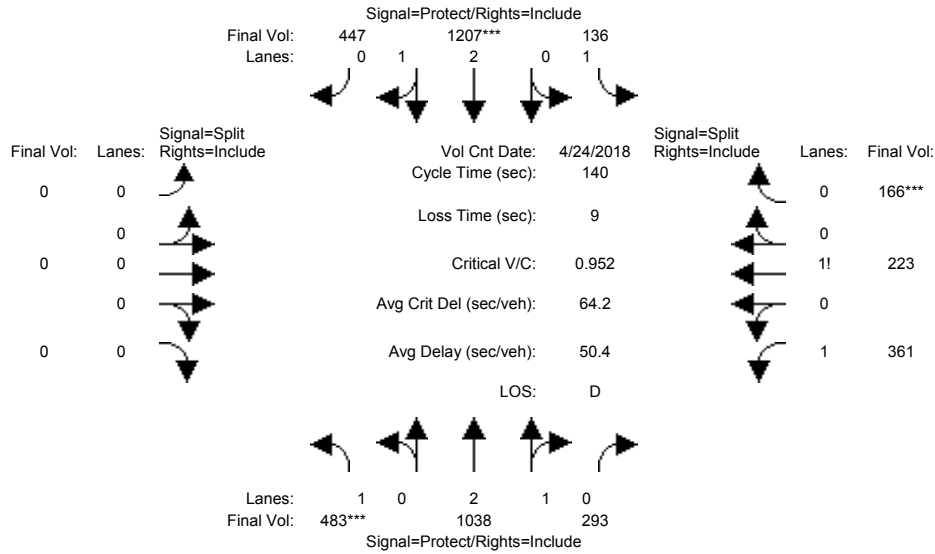 Signal=Protect/Rights=Include
Final Vol: 447 1207*** 136
Lanes: 0 1 2 0 1
Signal=Split Signal=Split
Final Vol: Lanes: Rights=Include Vol Cnt Date: 4/24/2018 Rights=Include Lanes: Final Vol:
Cycle Time (sec): 140
0 0 0 166***
Loss Time (sec): 9
0 0
0 0 Critical V/C: 0.952 1! 223
0 Avg Crit Del (sec/veh): 64.2 0
0 0 Avg Delay (sec/veh): 50.4 1 361
LOS: D
Lanes: 1 0 2 1 0
Final Vol: 483*** 1038 293
Signal=Protect/Rights=Include